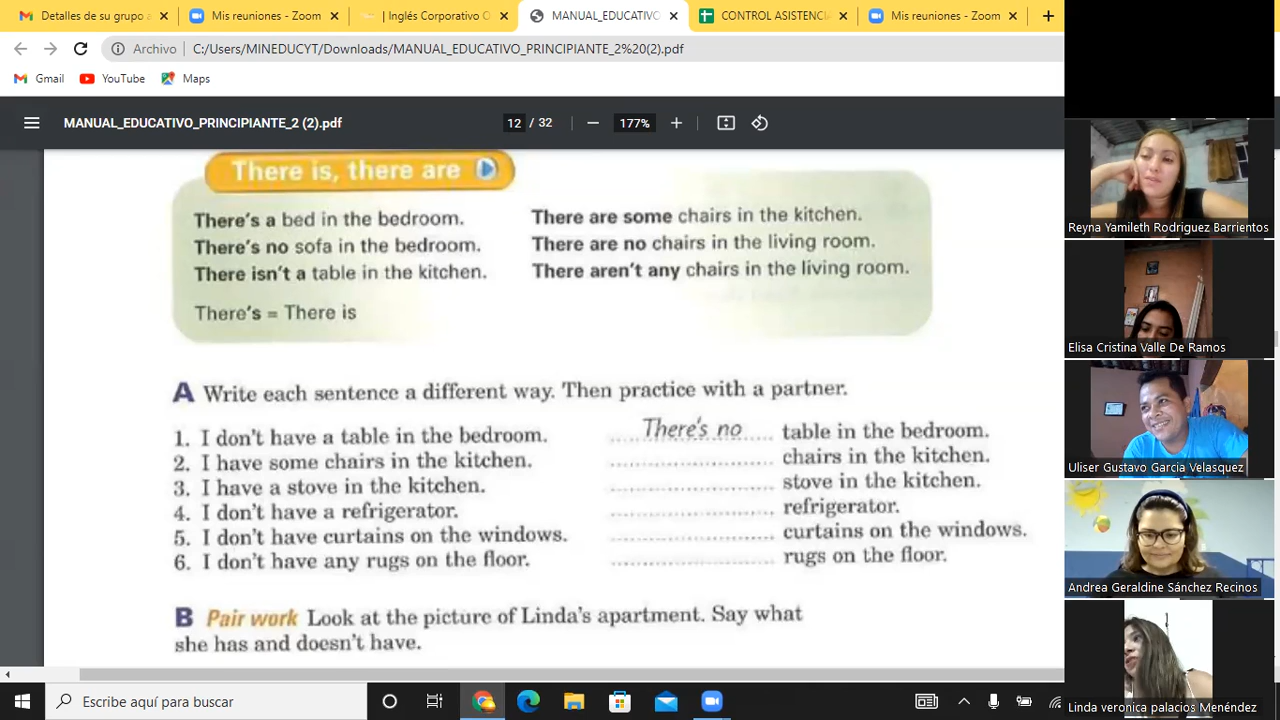 Detalles de su grupo a
Mis reuniones - Zoom
Inglés Corporativo O
MANUAL_EDUCATIVO
CONTROL ASISTENCIA
Mis reuniones - Zoom
Archivo C:/Users/MINEDUCYT/Downloads/MANUAL_EDUCATIVO_PRINCIPIANTE_2%20(2).pdf
Gmail YouTube Maps
MANUAL_EDUCATIVO_PRINCIPIANTE_2 (2).pdf 12 / 32 177%
There is, there are
There's a bed in the bedroom.
There's no sofa in the bedroom.
There isn't a table in the kitchen.
There's = There is
There are some chairs in the kitchen.
There are no chairs in the living room.
There aren't any chairs in the living room.
A Write each sentence a different way. Then practice with a partner.
1. I don't have a table in the bedroom. There's no table in the bedroom.
2. I have some chairs in the kitchen. .................... chairs in the kitchen.
3. I have a stove in the kitchen. .................... stove in the kitchen.
4. I don't have a refrigerator. .................... refrigerator.
5. I don't have curtains on the windows. .................... curtains on the windows.
6. I don't have any rugs on the floor. .................... rugs on the floor.
B Pair work Look at the picture of Linda's apartment. Say what
she has and doesn't have.
Reyna Yamileth Rodriguez Barrientos
Elisa Cristina Valle De Ramos
Uliser Gustavo Garcia Velasquez
Andrea Geraldine Sánchez Recinos
Linda veronica palacios Menéndez
Escribe aquí para buscar